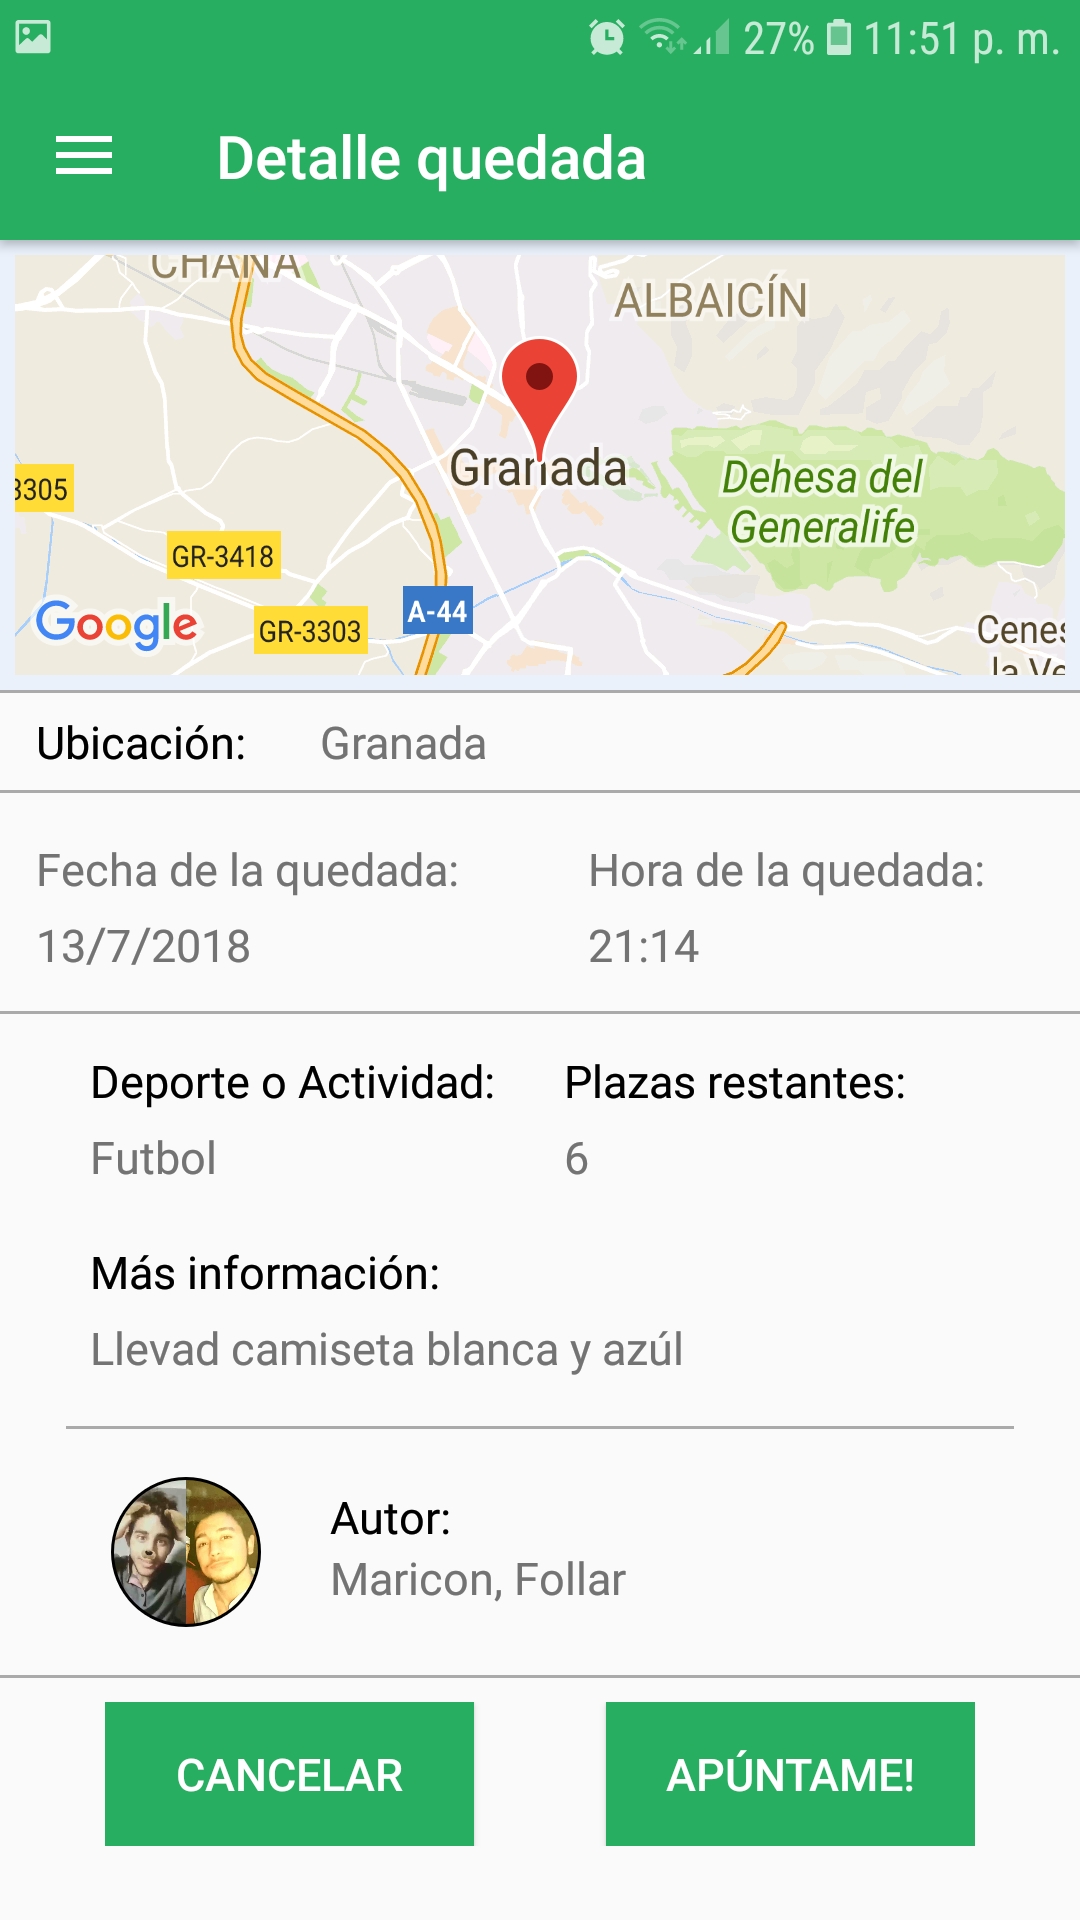 27% 11:51 p. m.
Detalle quedada
CHANA
ALBAICÍN
Granada
Dehesa del
Generalife
3305
GR-3418
A-44
GR-3303
Google
Cenes
la Ve
Ubicación: Granada
Fecha de la quedada: Hora de la quedada:
13/7/2018 21:14
Deporte o Actividad: Plazas restantes:
Futbol 6
Más información:
Llevad camiseta blanca y azúl
Autor:
Maricon, Follar
CANCELAR APÚNTAME!